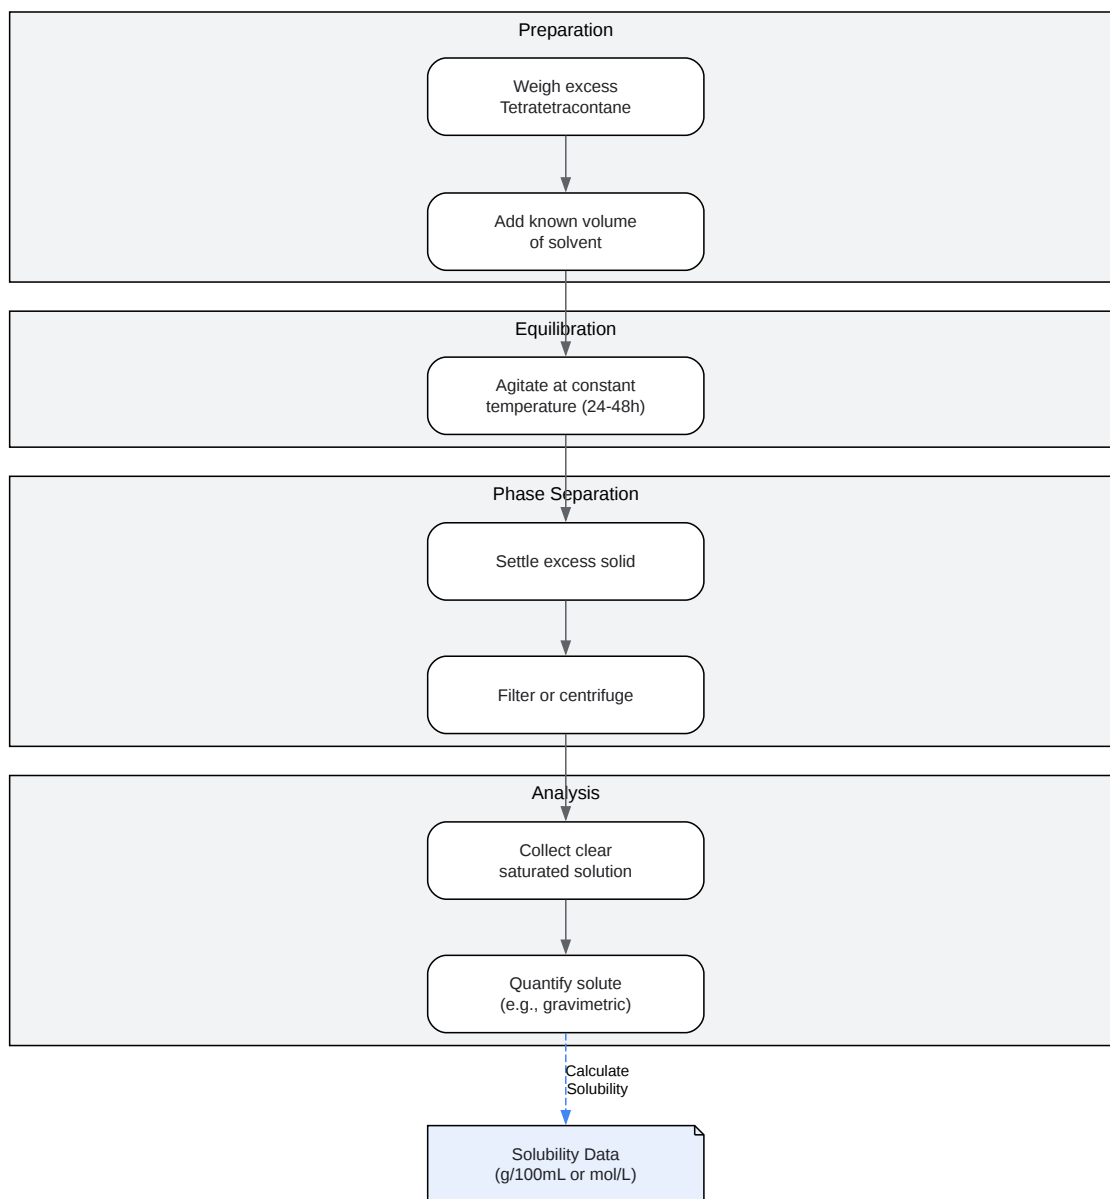 Preparation
Weigh excess
Tetratetracontane
Add known volume
of solvent
Equilibration
Agitate at constant
temperature (24-48h)
Phase Separation
Settle excess solid
Filter or centrifuge
Analysis
Collect clear
saturated solution
Quantify solute
(e.g., gravimetric)
Calculate
Solubility
Solubility Data
(g/100mL or mol/L)